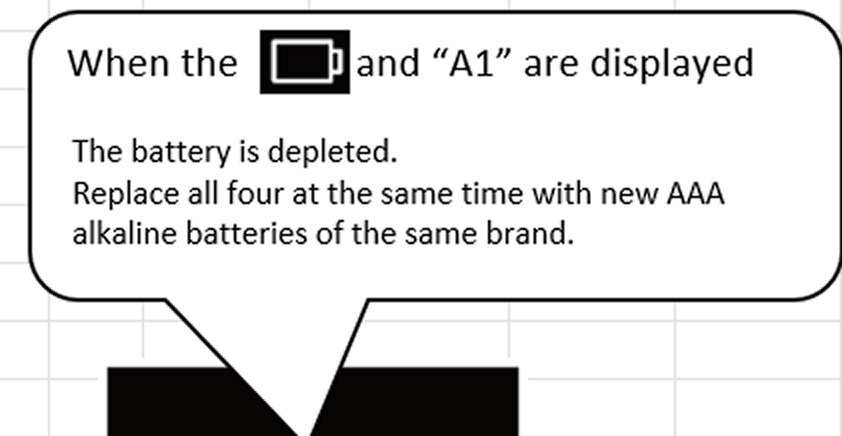 When the and “A1” are displayed
The battery is depleted.
Replace all four at the same time with new AAA
alkaline batteries of the same brand.